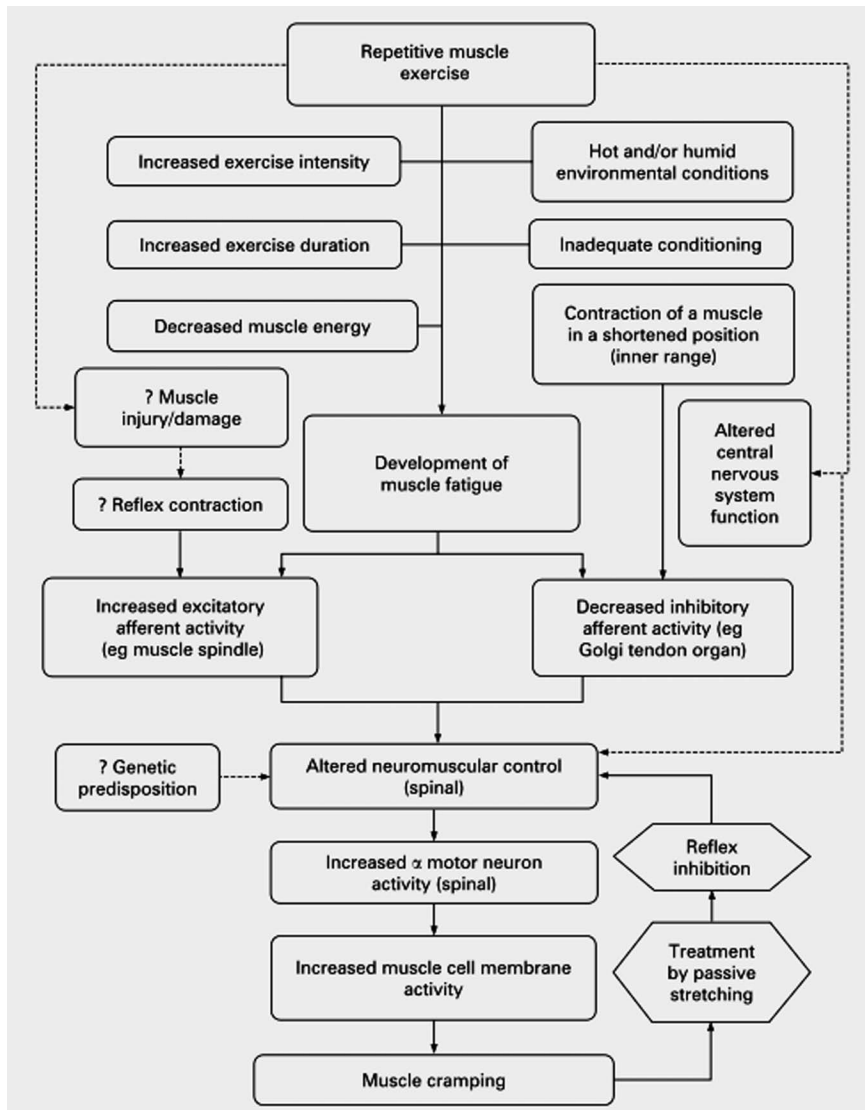 Repetitive muscle
exercise
Increased exercise intensity
Hot and/or humid
environmental conditions
Increased exercise duration
Inadequate conditioning
Decreased muscle energy
Contraction of a muscle
in a shortened position
(inner range)
? Muscle
injury/damage
Altered
central
nervous
system
function
Development of
muscle fatigue
? Reflex contraction
Increased excitatory
afferent activity
(eg muscle spindle)
Decreased inhibitory
afferent activity (eg
Golgi tendon organ)
? Genetic
predisposition
Altered neuromuscular control
(spinal)
Increased α motor neuron
activity (spinal)
Reflex
inhibition
Increased muscle cell membrane
activity
Treatment
by passive
stretching
Muscle cramping